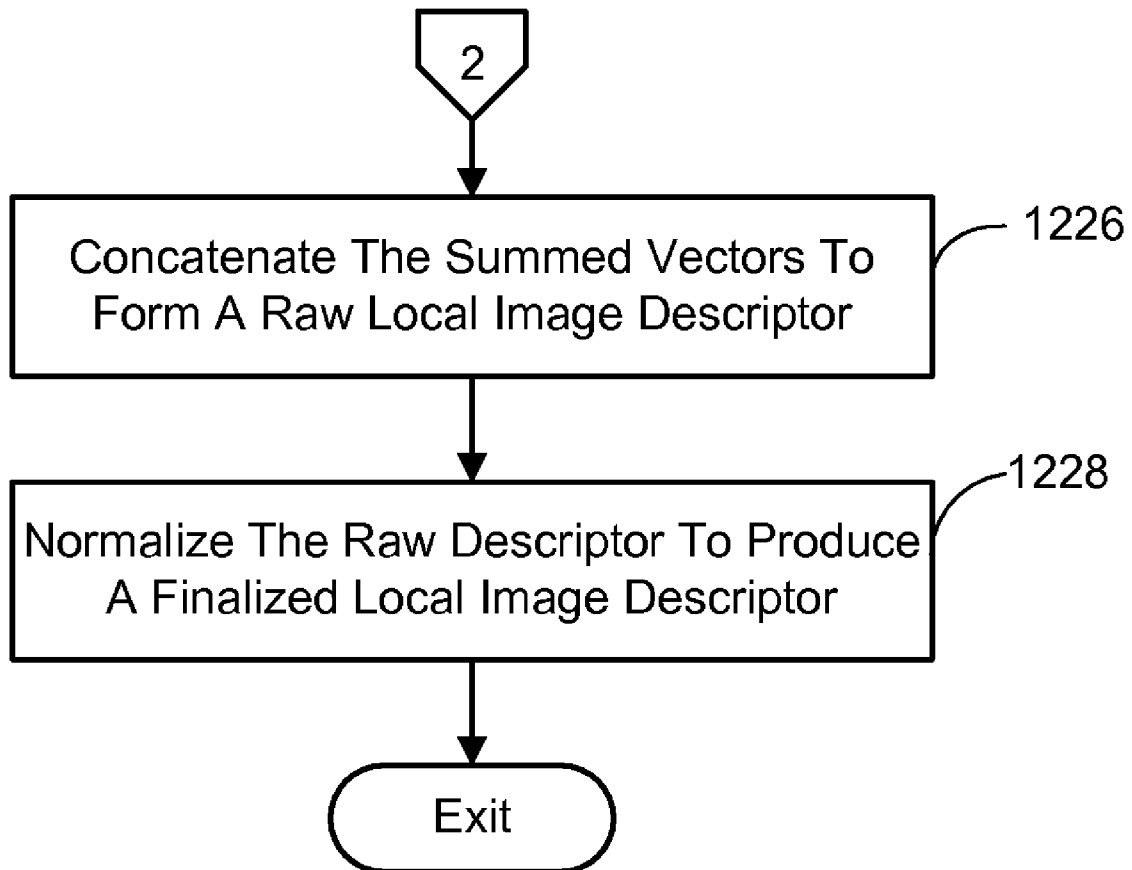 2
Concatenate The Summed Vectors To
Form A Raw Local Image Descriptor
1226
Normalize The Raw Descriptor To Produce
A Finalized Local Image Descriptor
1228
Exit